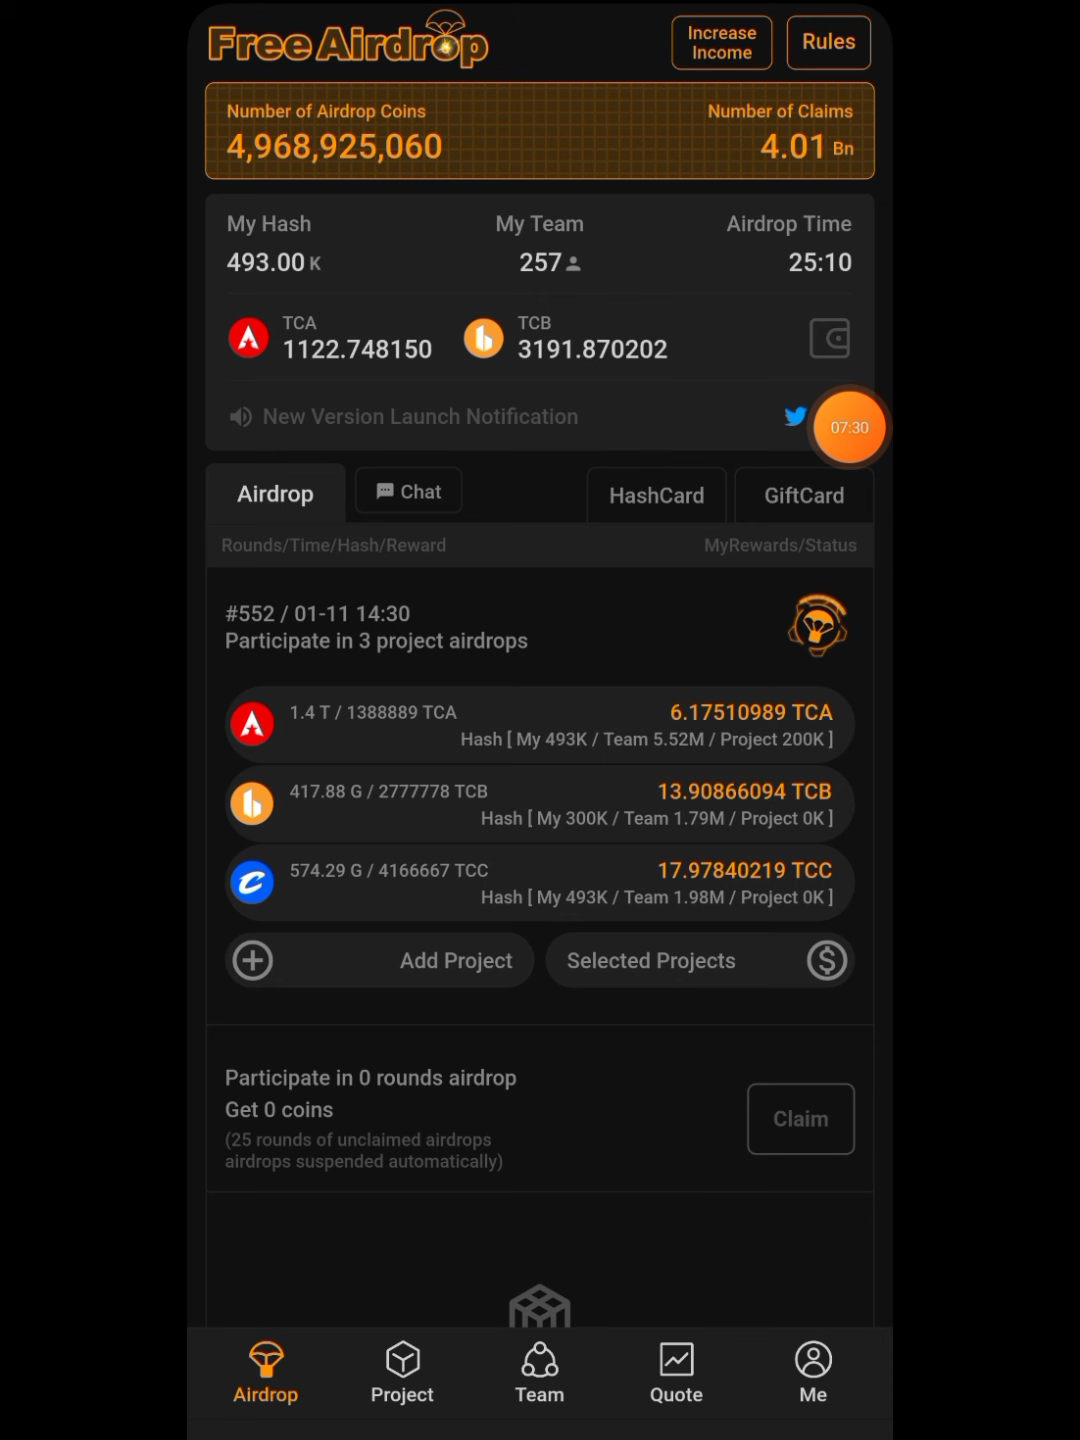 Free Airdrop
Increase
Income
Rules
Number of Airdrop Coins
Number of Claims
4,968,925,060
4.01 Bn
My Hash
My Team
Airdrop Time
493.00 K
257
25:10
TCA
1122.748150
TCB
3191.870202
New Version Launch Notification
07:30
Airdrop
Chat
HashCard
GiftCard
Rounds/Time/Hash/Reward
MyRewards/Status
#552 / 01-11 14:30
Participate in 3 project airdrops
1.4 T / 1388889 TCA
6.17510989 TCA
Hash [ My 493K / Team 5.52M / Project 200K ]
417.88 G / 2777778 TCB
13.90866094 TCB
Hash [ My 300K / Team 1.79M / Project 0K ]
574.29 G / 4166667 TCC
17.97840219 TCC
Hash [ My 493K / Team 1.98M / Project 0K ]
Add Project
Selected Projects
Participate in 0 rounds airdrop
Get 0 coins
(25 rounds of unclaimed airdrops
airdrops suspended automatically)
Claim
Airdrop
Project
Team
Quote
Me